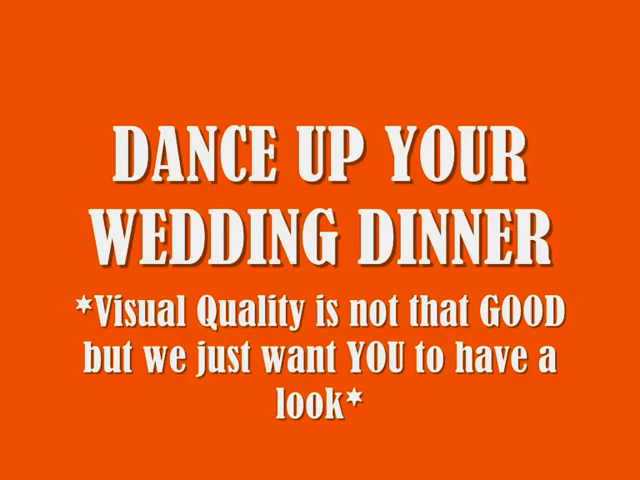 DANCE UP YOUR
WEDDING DINNER
*Visual Quality is not that GOOD
but we just want YOU to have a
look*